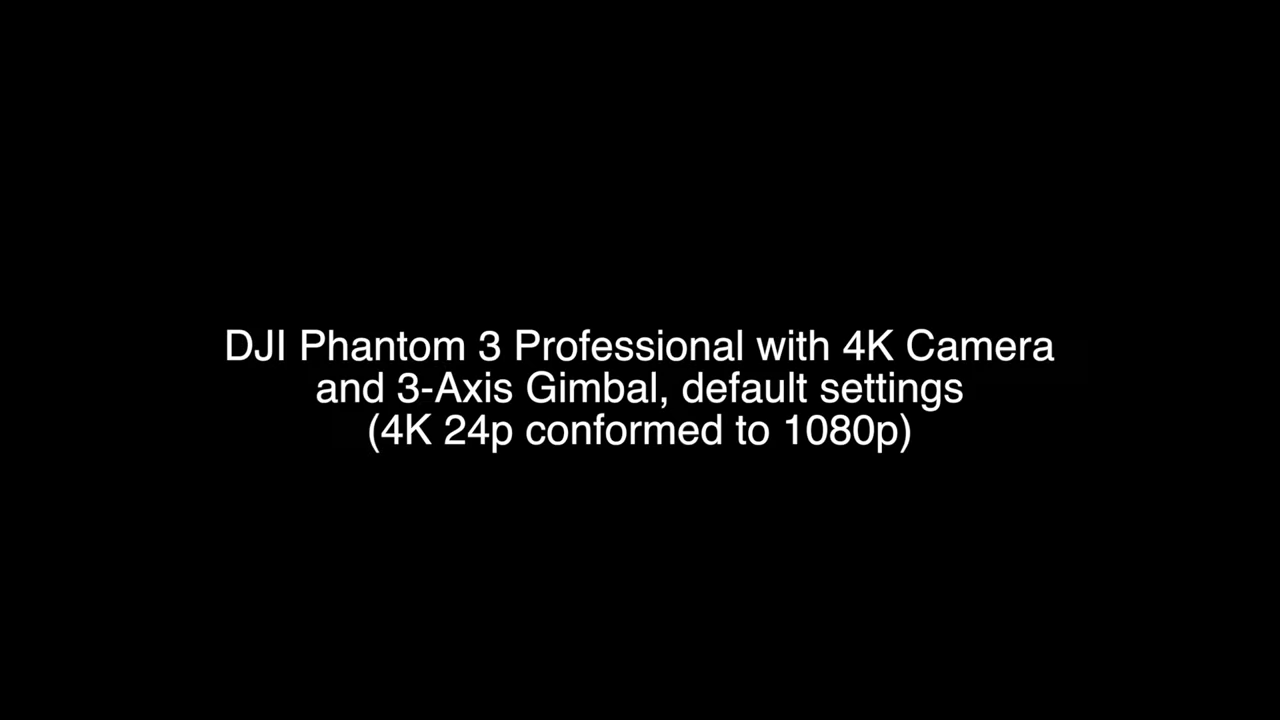 DJI Phantom 3 Professional with 4K Camera
and 3-Axis Gimbal, default settings
(4K 24p conformed to 1080p)